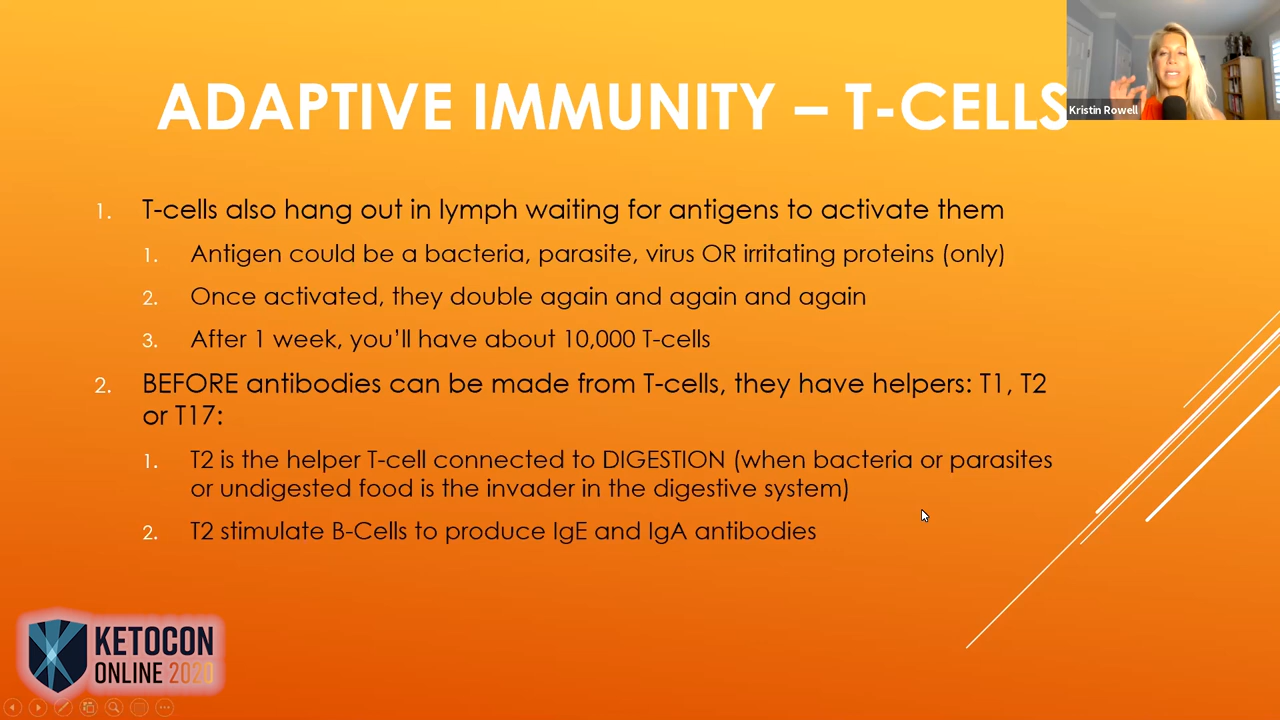 ADAPTIVE IMMUNITY – T-CELLS
Kristin Rowell
1. T-cells also hang out in lymph waiting for antigens to activate them
1. Antigen could be a bacteria, parasite, virus OR irritating proteins (only)
2. Once activated, they double again and again and again
3. After 1 week, you'll have about 10,000 T-cells
2. BEFORE antibodies can be made from T-cells, they have helpers: T1, T2
or T17:
1. T2 is the helper T-cell connected to DIGESTION (when bacteria or parasites
or undigested food is the invader in the digestive system)
2. T2 stimulate B-Cells to produce IgE and IgA antibodies
KETOCON
ONLINE 2020